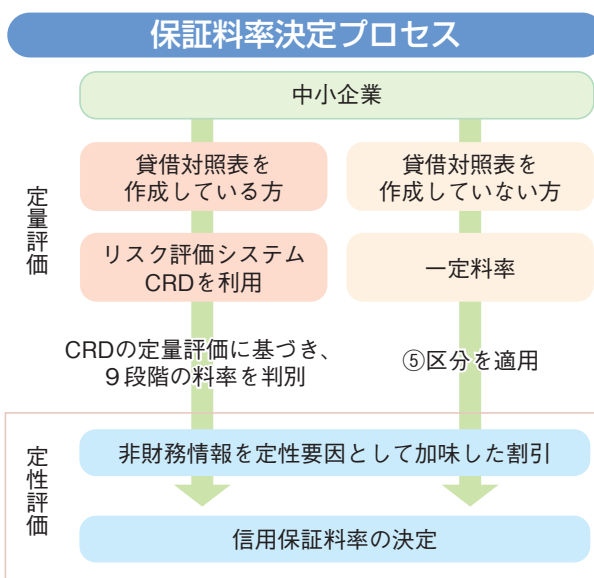 保証料率決定プロセス
中小企業
定量評価
貸借対照表を
作成している方
貸借対照表を
作成していない方
リスク評価システム
CRDを利用
一定料率
CRDの定量評価に基づき、
9段階の料率を判別
⑤区分を適用
定性評価
非財務情報を定性要因として加味した割引
信用保証料率の決定